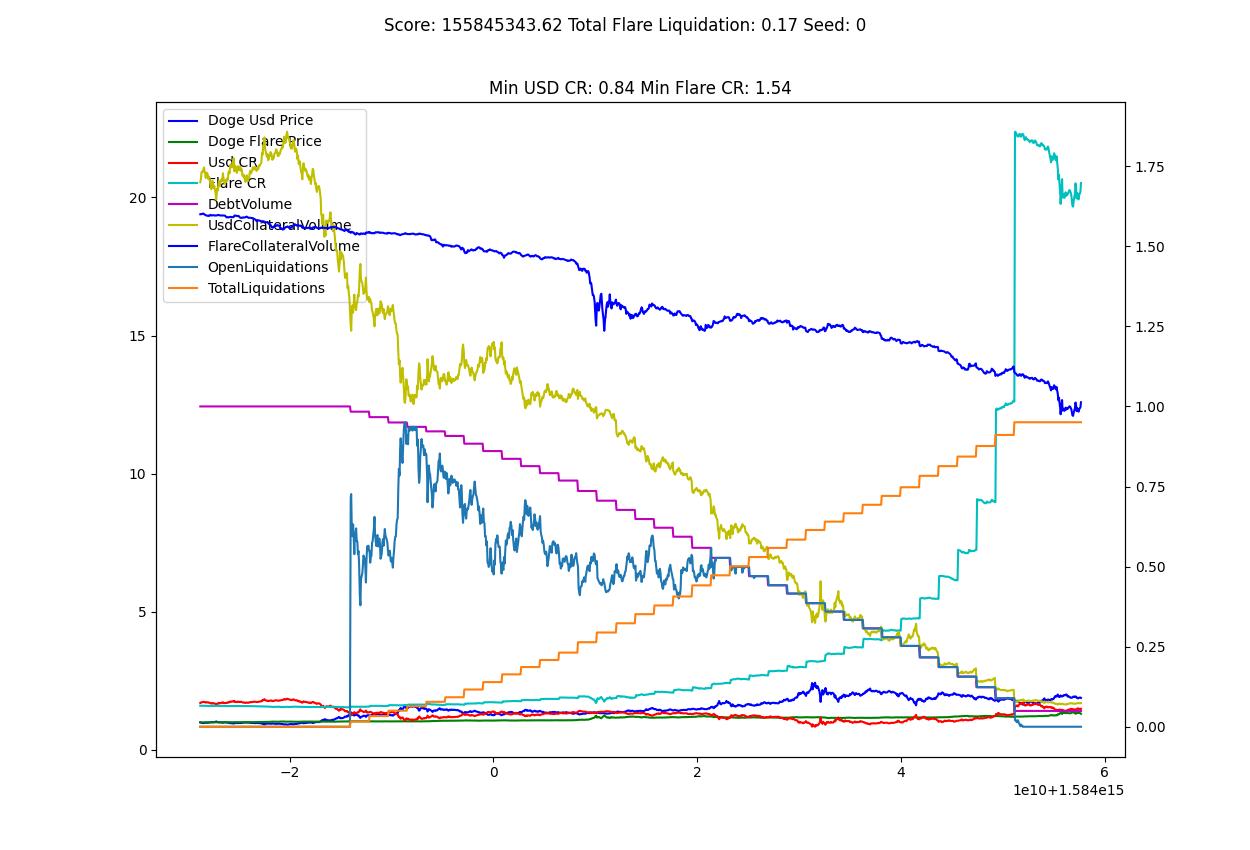 Score: 155845343.62 Total Flare Liquidation: 0.17 Seed: 0
Min USD CR: 0.84 Min Flare CR: 1.54
Doge Usd Price
Doge Flare Price
Usd CR
Flare CR
DebtVolume
UsdCollateralVolume
FlareCollateralVolume
OpenLiquidations
TotalLiquidations
20
15
10
5
0
1.75
1.50
1.25
1.00
0.75
0.50
0.25
0.00
−2
0
2
4
6
1e10+1.584e15